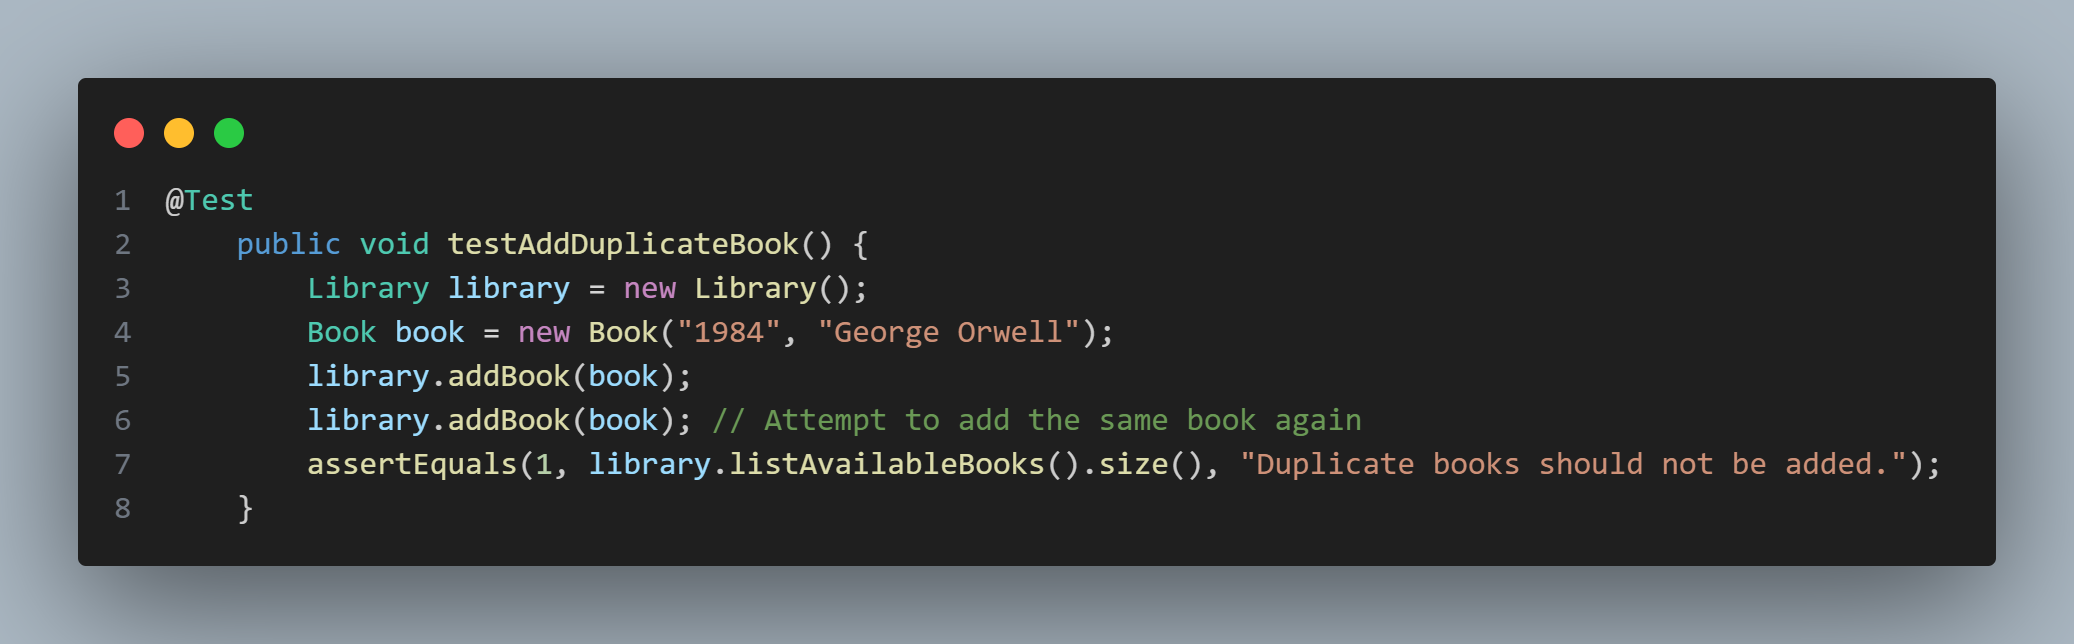 1 @Test
2     public void testAddDuplicateBook() {
3         Library library = new Library();
4         Book book = new Book("1984", "George Orwell");
5         library.addBook(book);
6         library.addBook(book); // Attempt to add the same book again
7         assertEquals(1, library.listAvailableBooks().size(), "Duplicate books should not be added.");
8     }